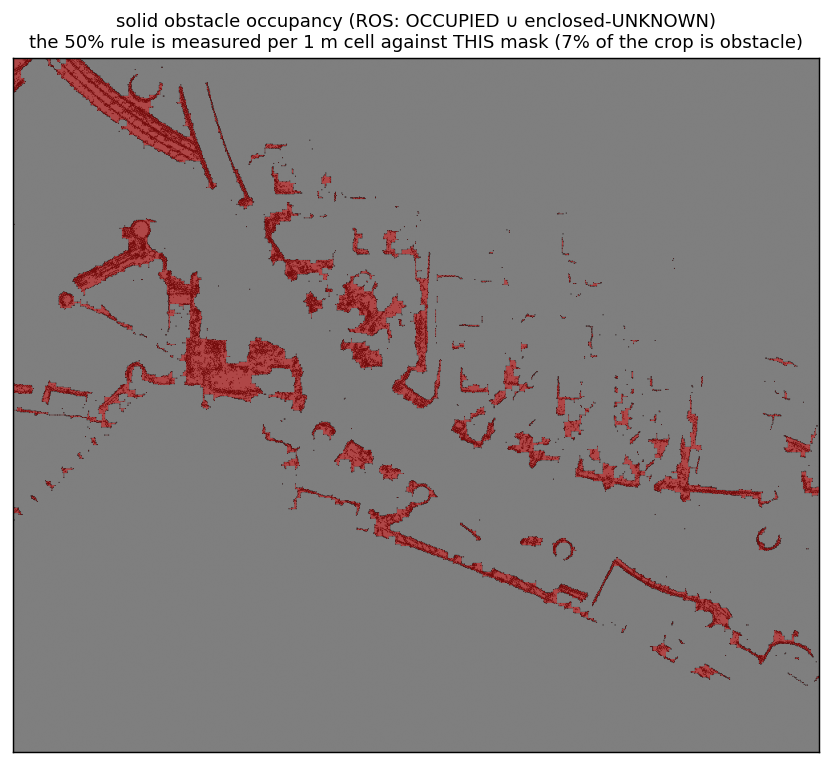 solid obstacle occupancy (ROS: OCCUPIED ∪ enclosed-UNKNOWN)
the 50% rule is measured per 1 m cell against THIS mask (7% of the crop is obstacle)